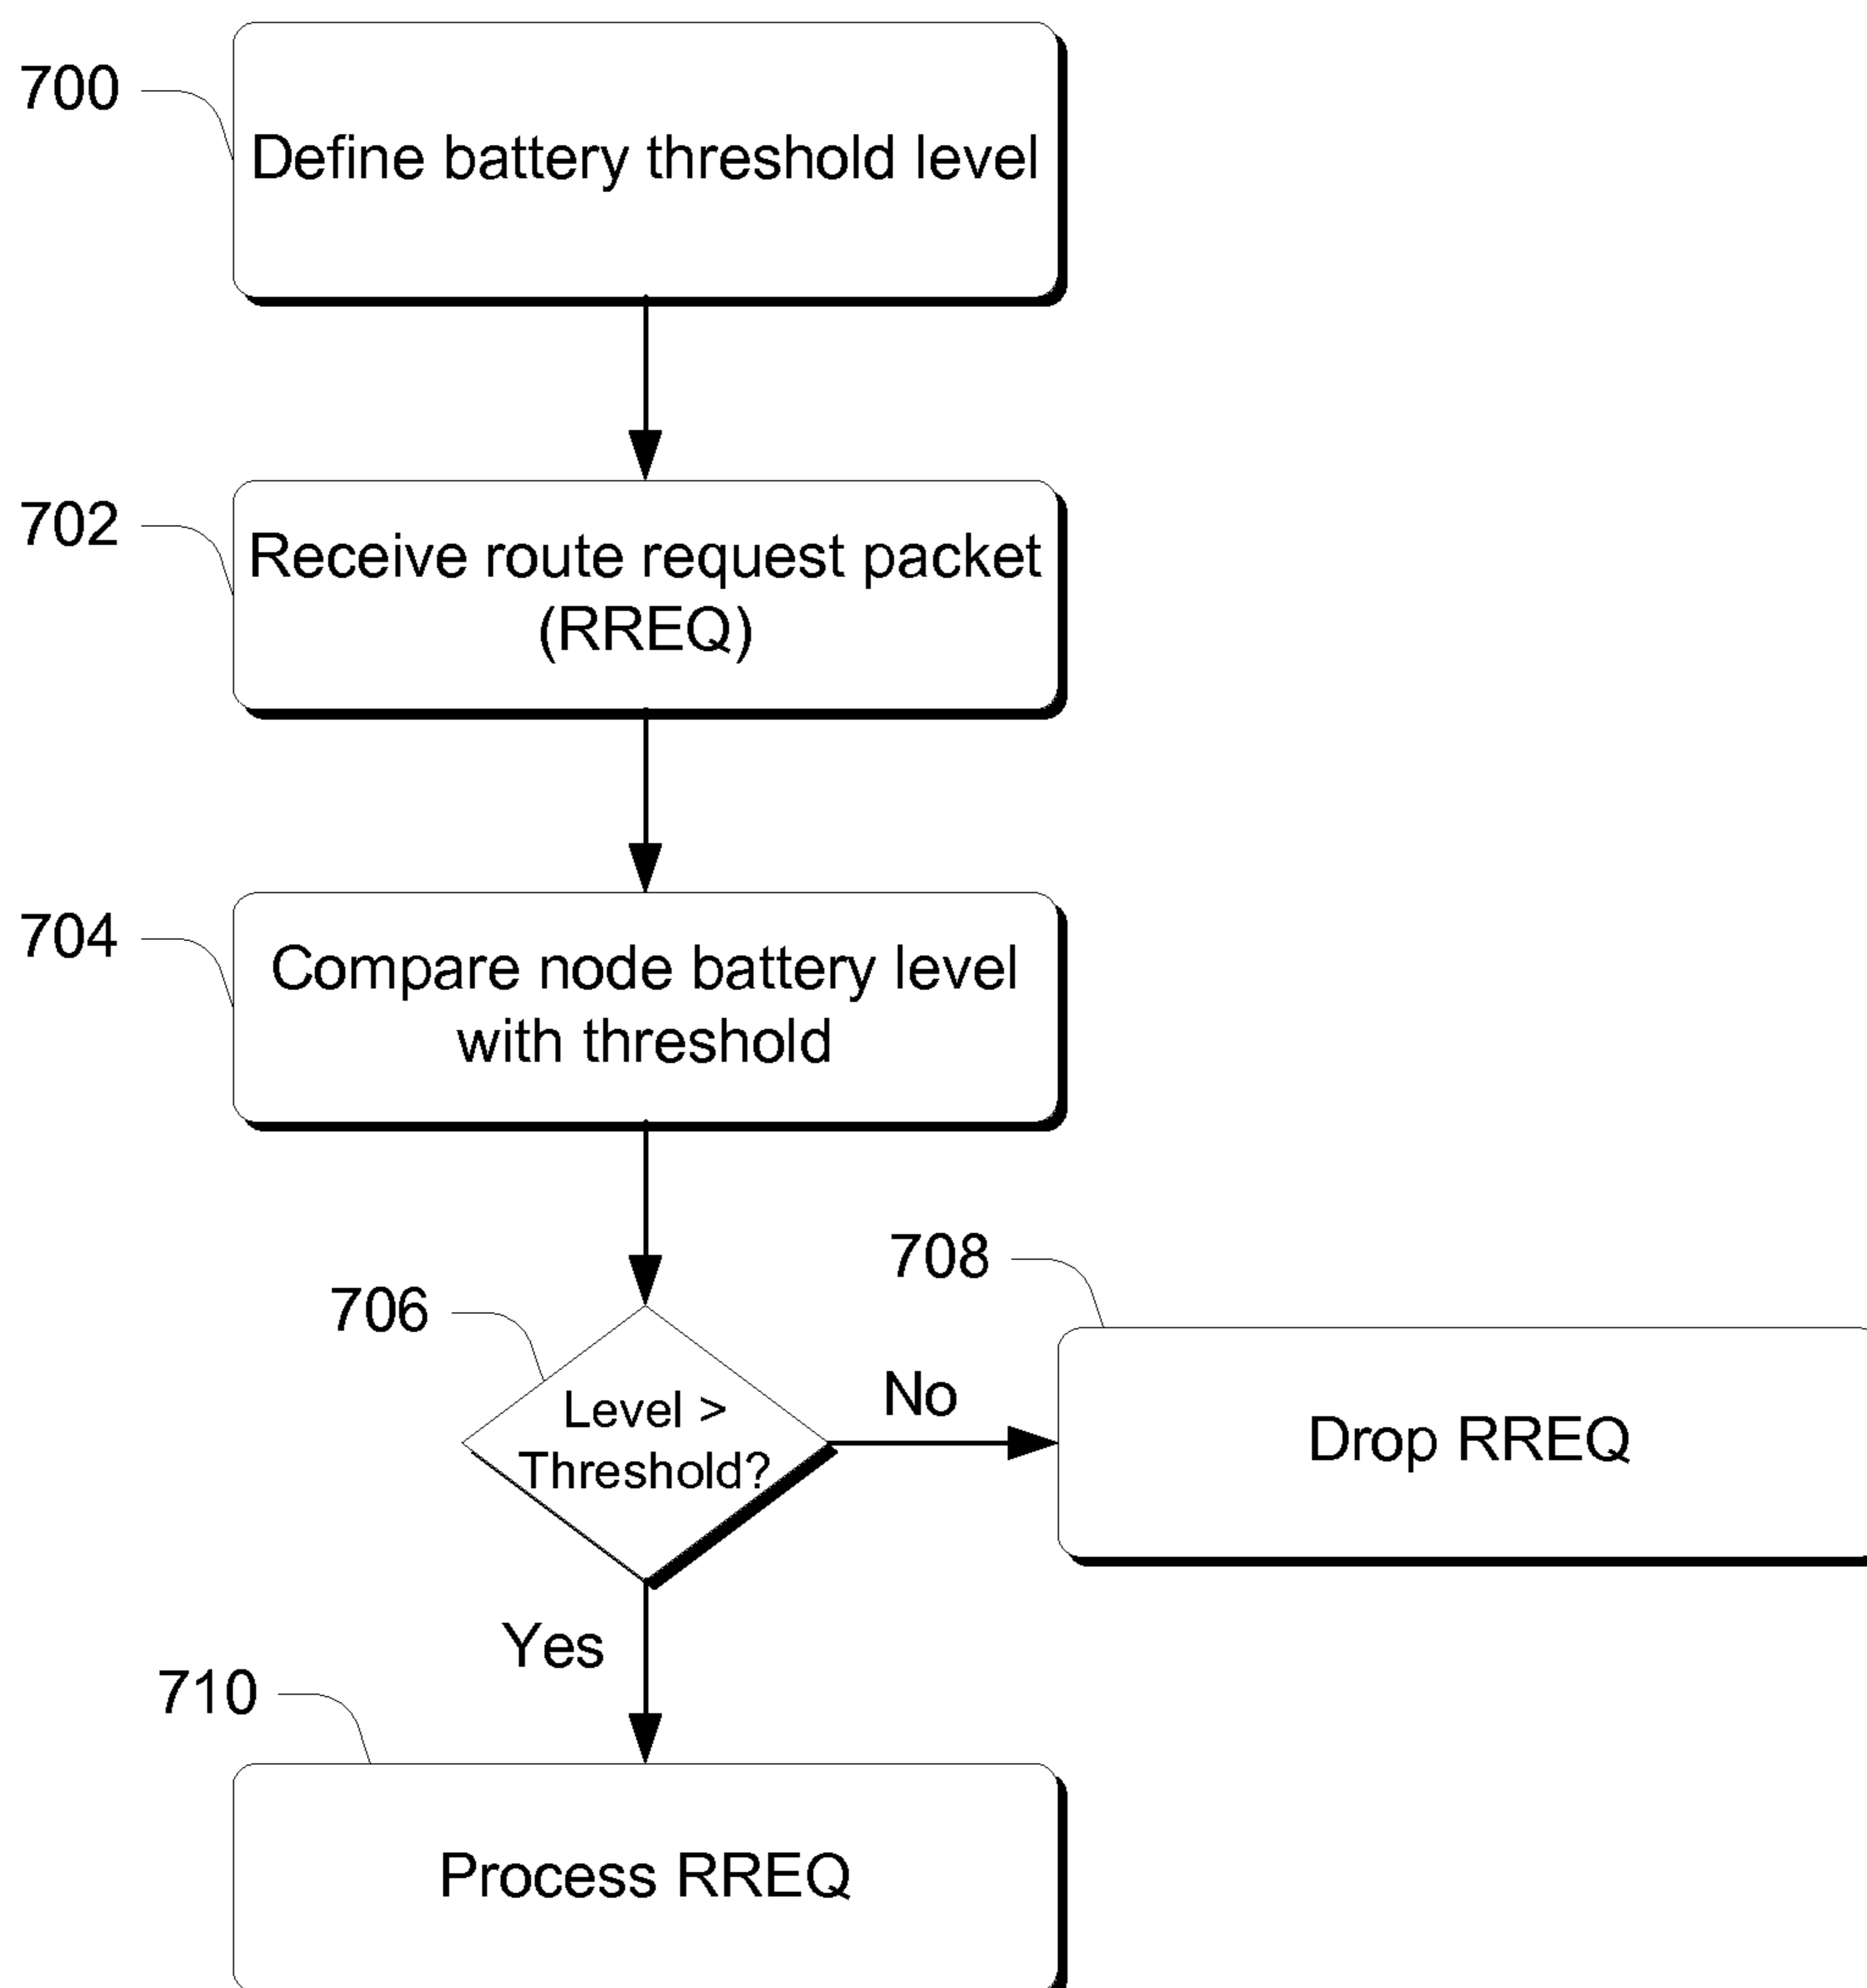 700
Define battery threshold level
702
Receive route request packet
(RREQ)
704
Compare node battery level
with threshold
706
Level >
Threshold?
No
708
Drop RREQ
Yes
710
Process RREQ